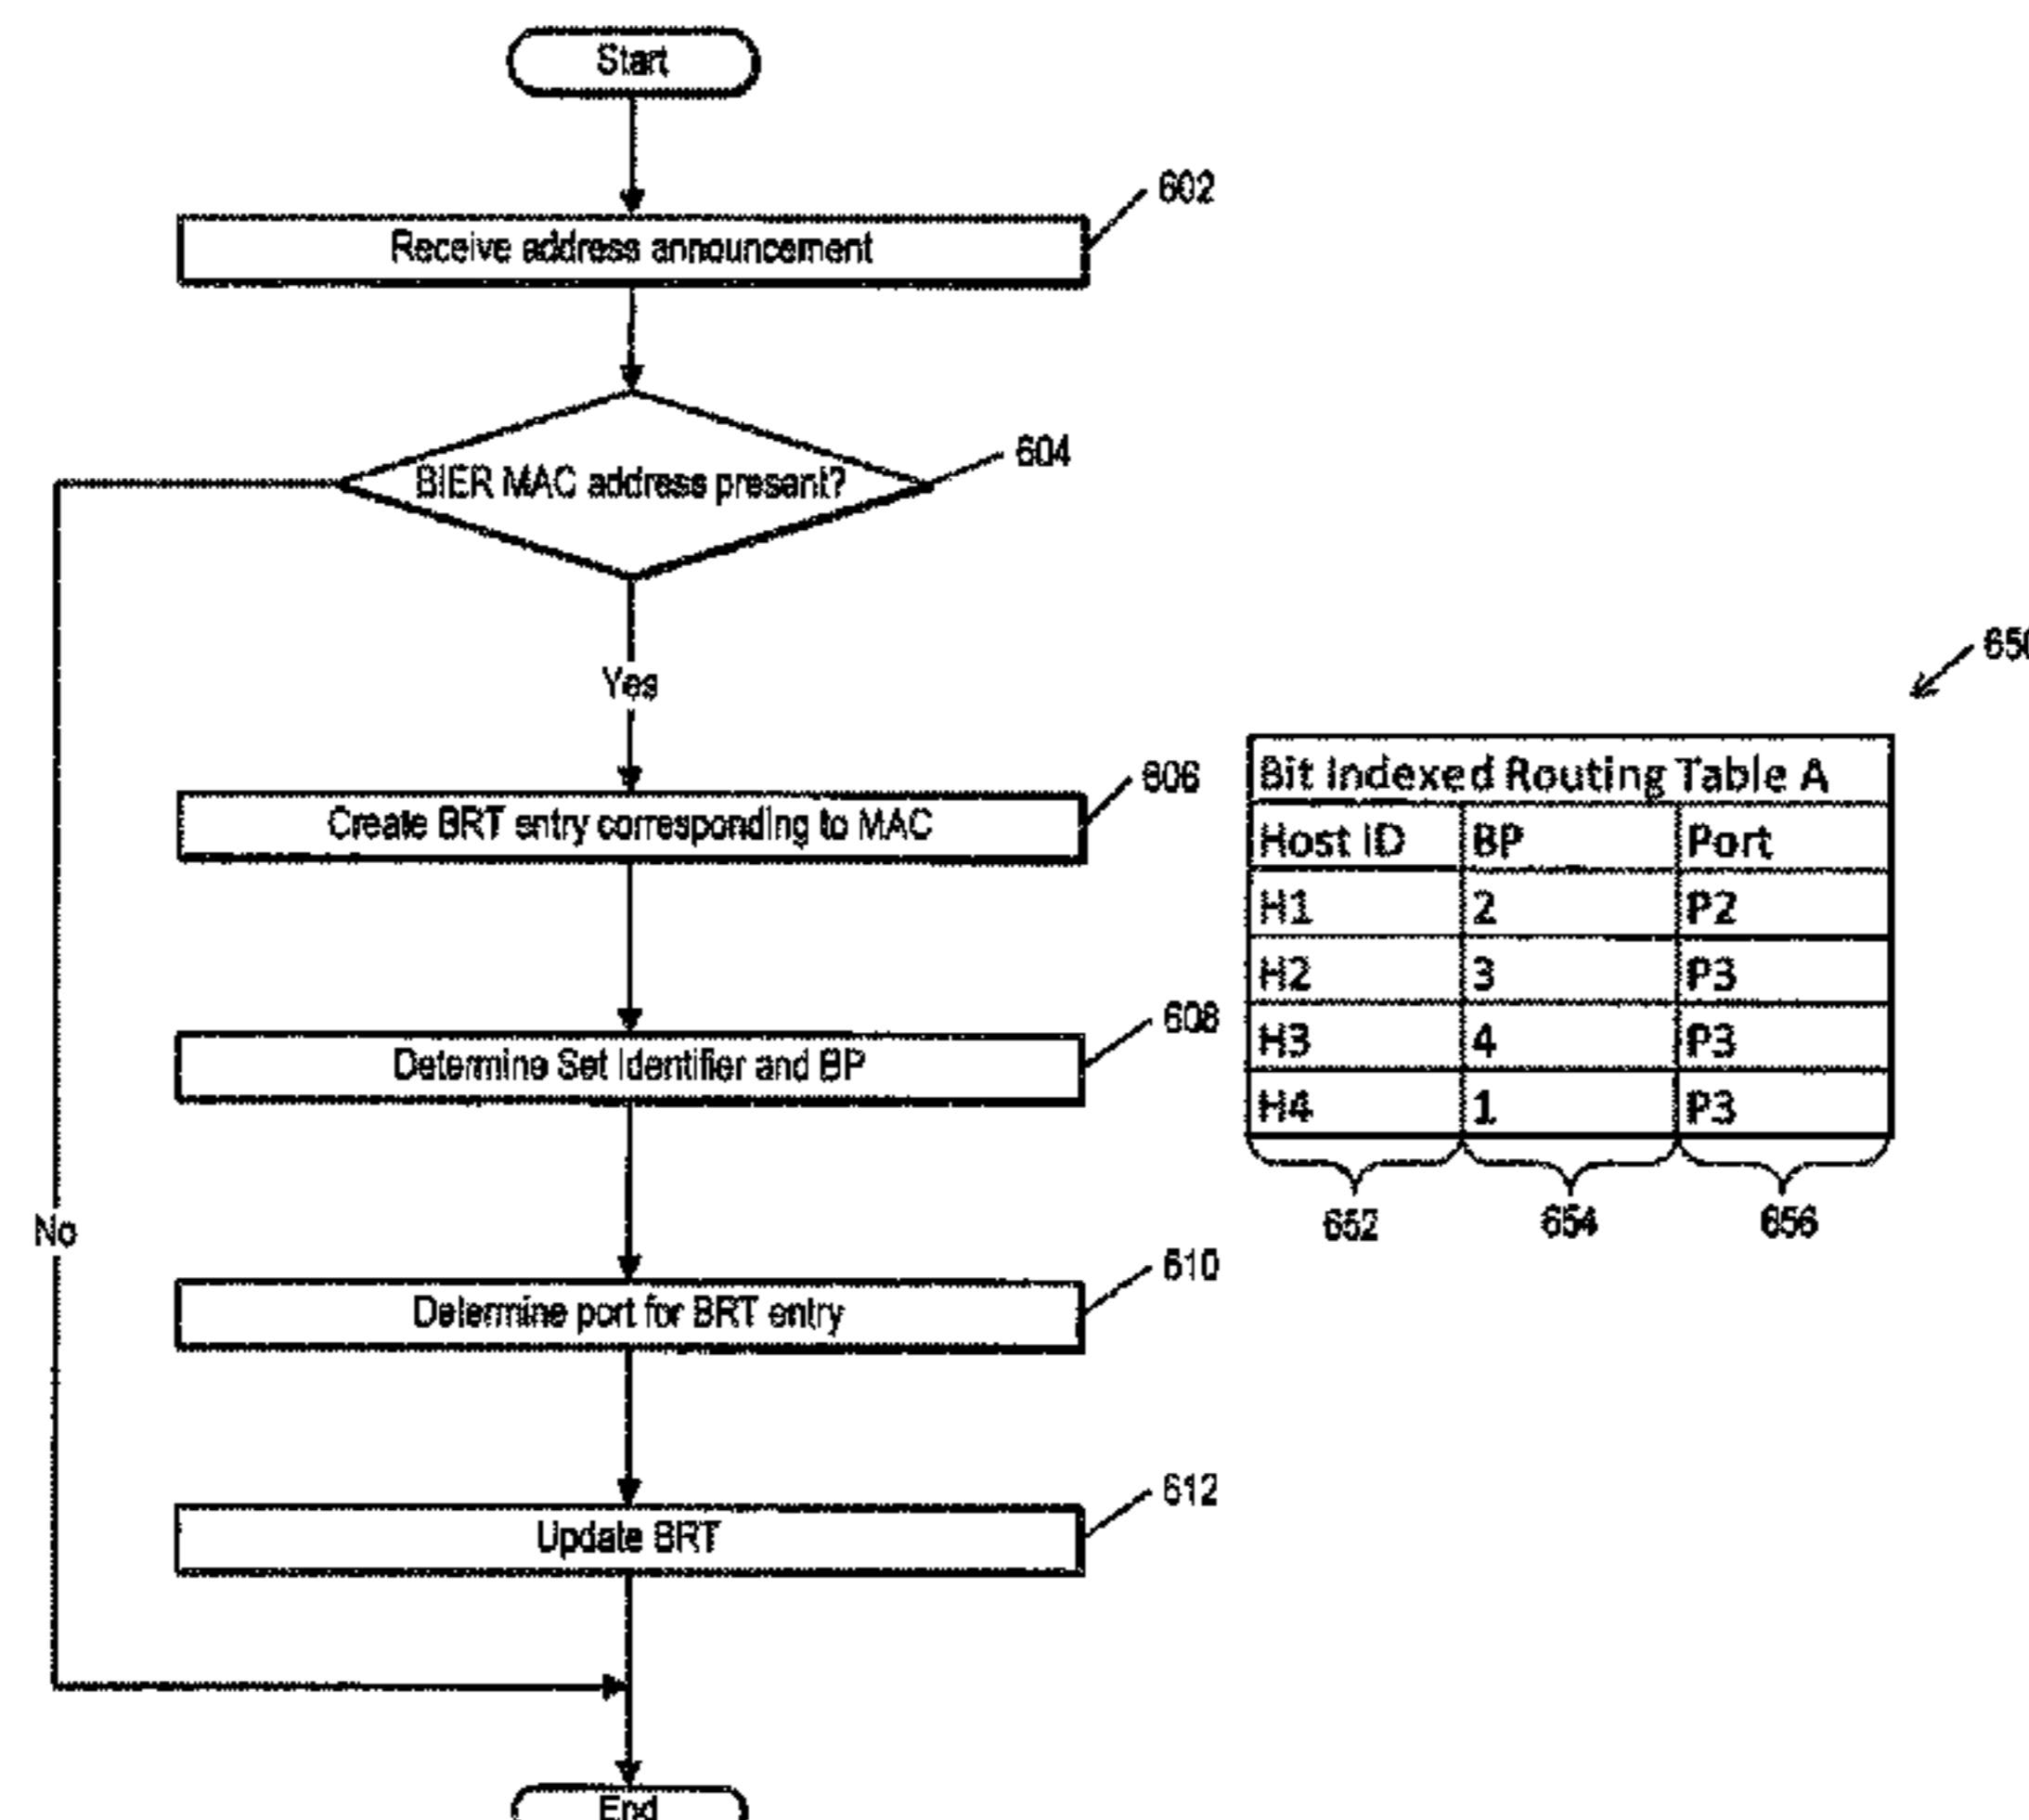 Start
602
Receive address announcement
604
BIER MAC address present?
Yes
606
Create BRT entry corresponding to MAC
608
Determine Set Identifier and BP
No
610
Determine port for BRT entry
612
Update BRT
End
650
Bit Indexed Routing Table A
Host ID BP Port
H1 2 P2
H2 3 P3
H3 4 P3
H4 1 P3
652 654 656